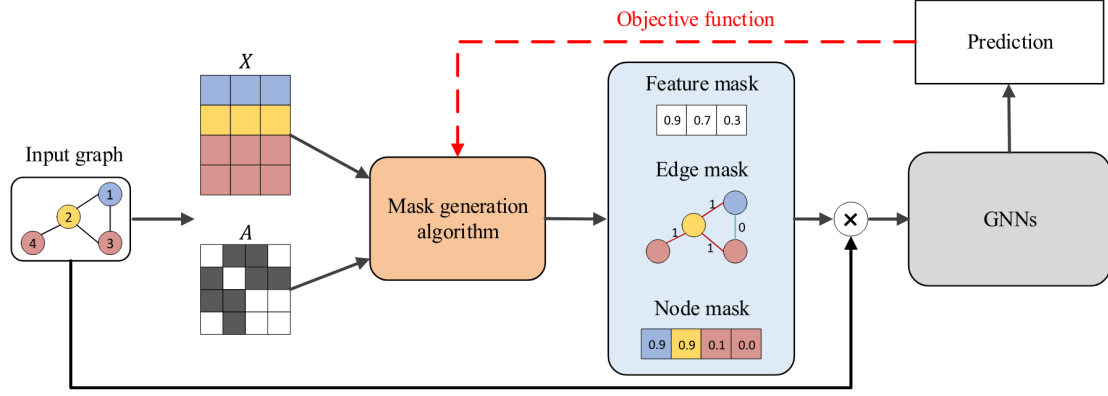 Objective function
Prediction
X
Feature mask
0.9 0.7 0.3
Input graph
1
2
4 3
Edge mask
1
0
1
1
Mask generation
algorithm
×
GNNs
A
Node mask
0.9 0.9 0.1 0.0